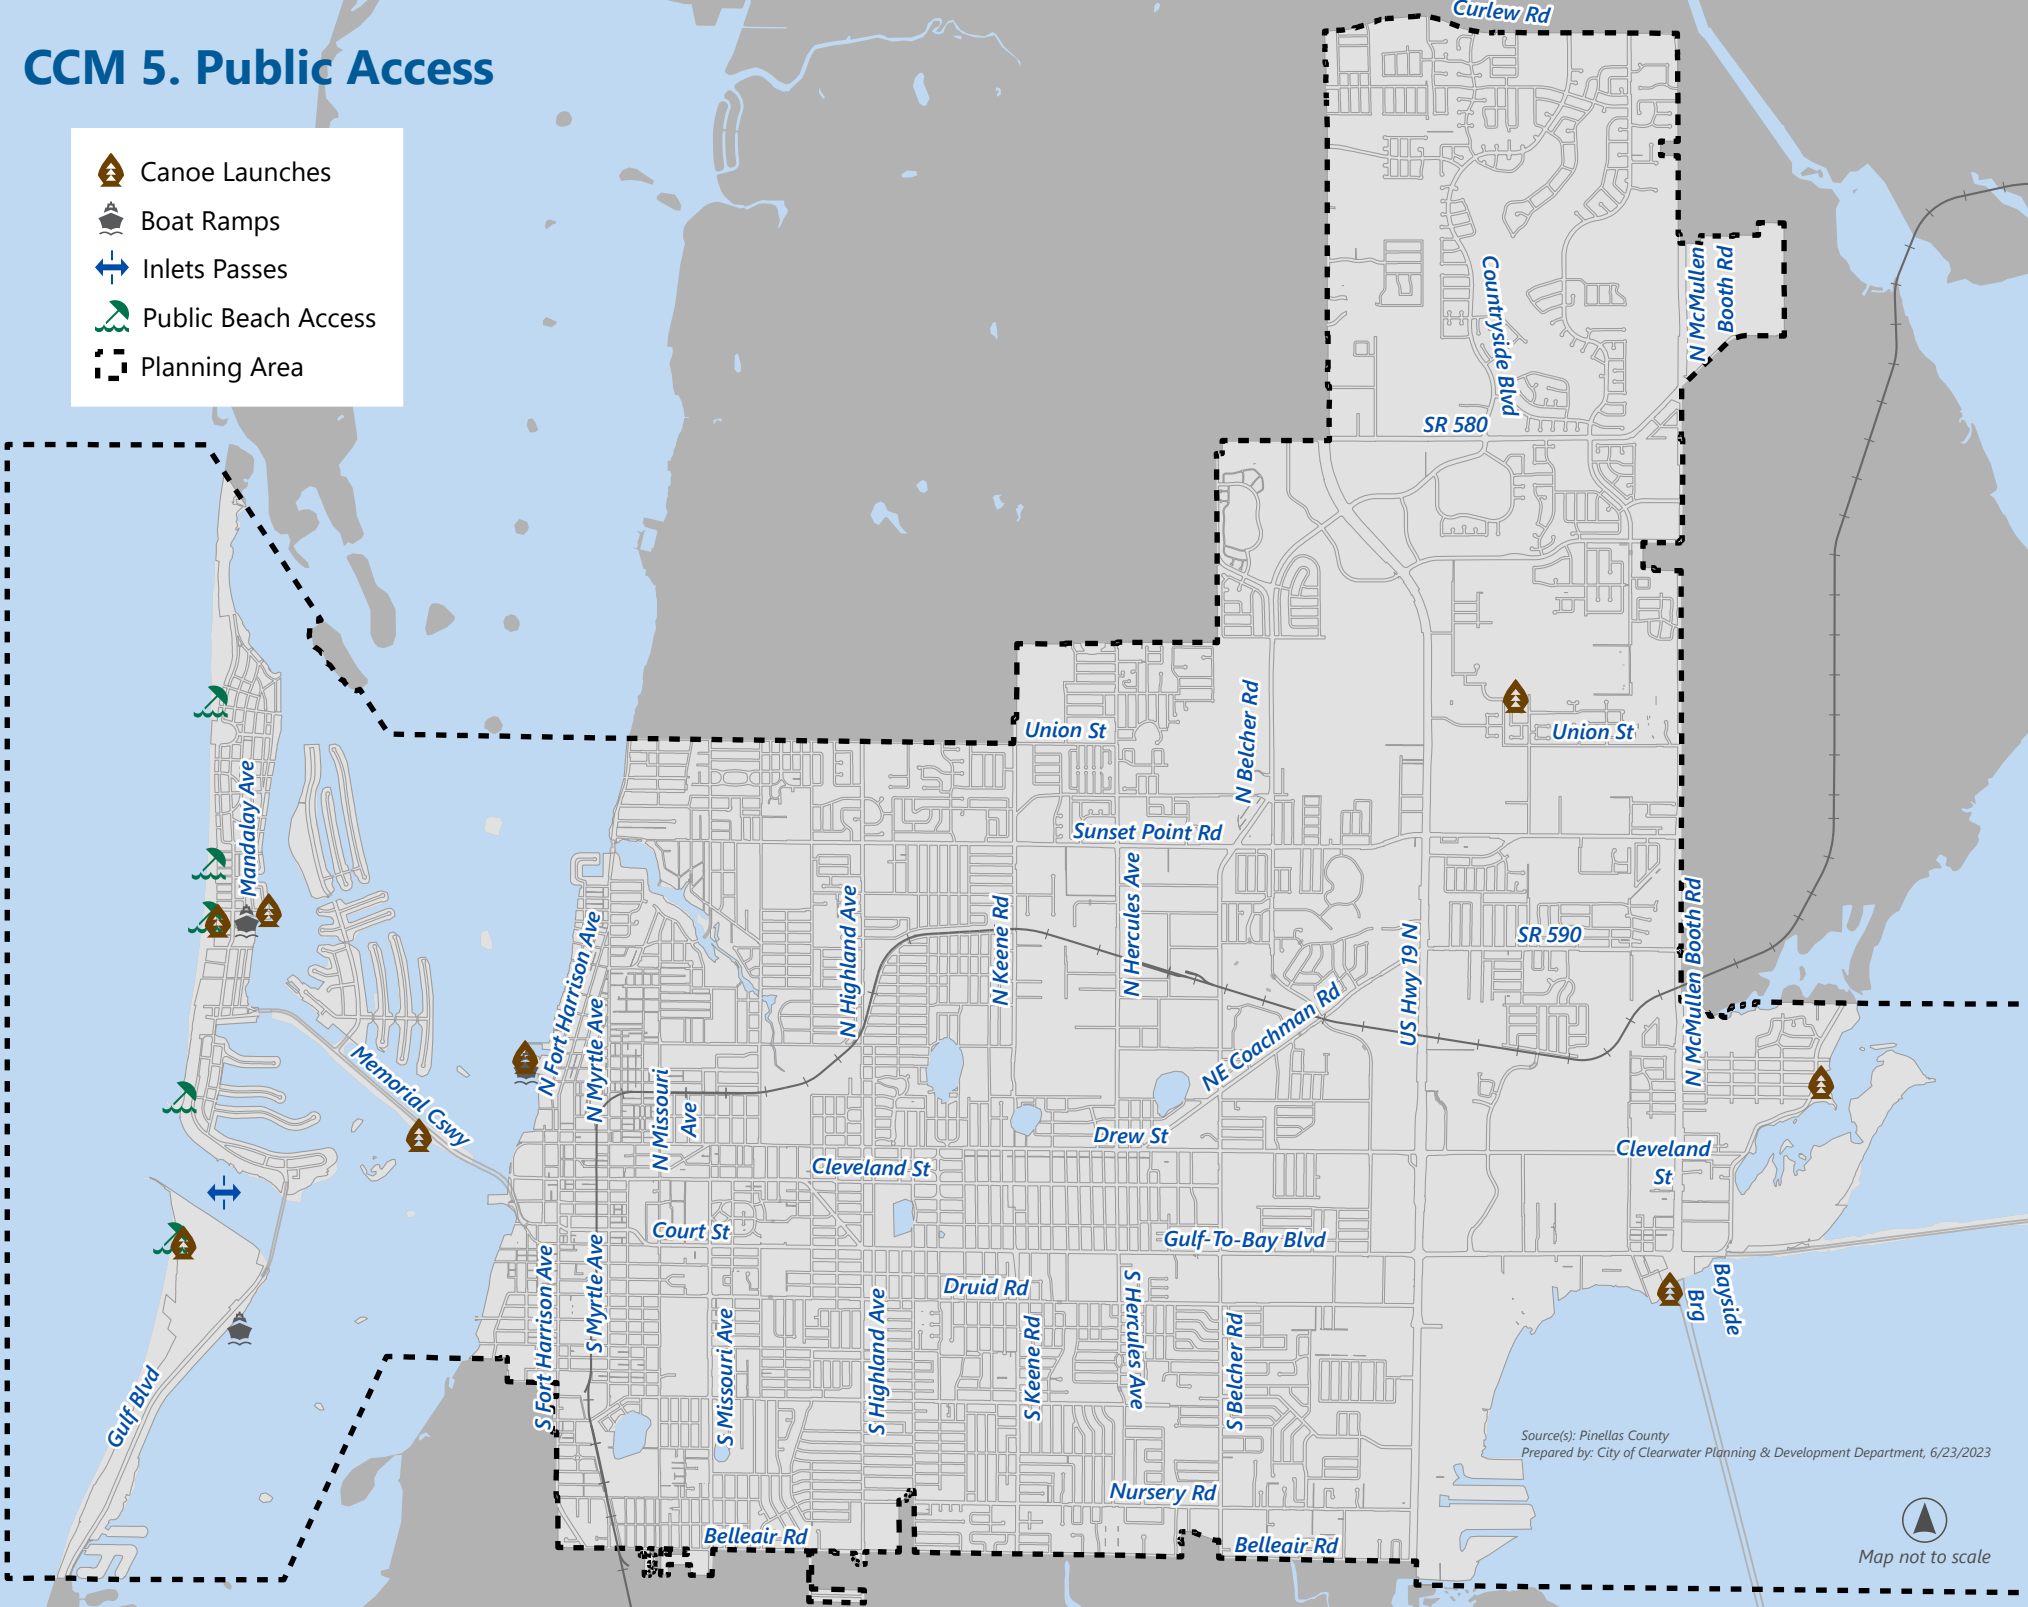 Curlew Rd
CCM 5. Public Access
Canoe Launches
Boat Ramps
Inlets Passes
Public Beach Access
Planning Area
N McMullen
Booth Rd
Countryside Blvd
SR 580
N Belcher Rd
Union St
Union St
Mandalay Ave
Sunset Point Rd
N Hercules Ave
N Highland Ave
N Keene Rd
N McMullen Booth Rd
US Hwy 19 N
SR 590
N Fort Harrison Ave
N Myrtle Ave
NE Coachman Rd
Memorial Cswy
N Missouri
Ave
Drew St
Cleveland
St
Cleveland St
Court St
Gulf-To-Bay Blvd
S Fort Harrison Ave
S Myrtle Ave
Druid Rd
S Hercules Ave
Bayside
Brg
S Missouri Ave
S Highland Ave
S Keene Rd
S Belcher Rd
Gulf Blvd
Source(s): Pinellas County
Prepared by: City of Clearwater Planning & Development Department, 6/23/2023
Nursery Rd
Belleair Rd
Belleair Rd
Map not to scale